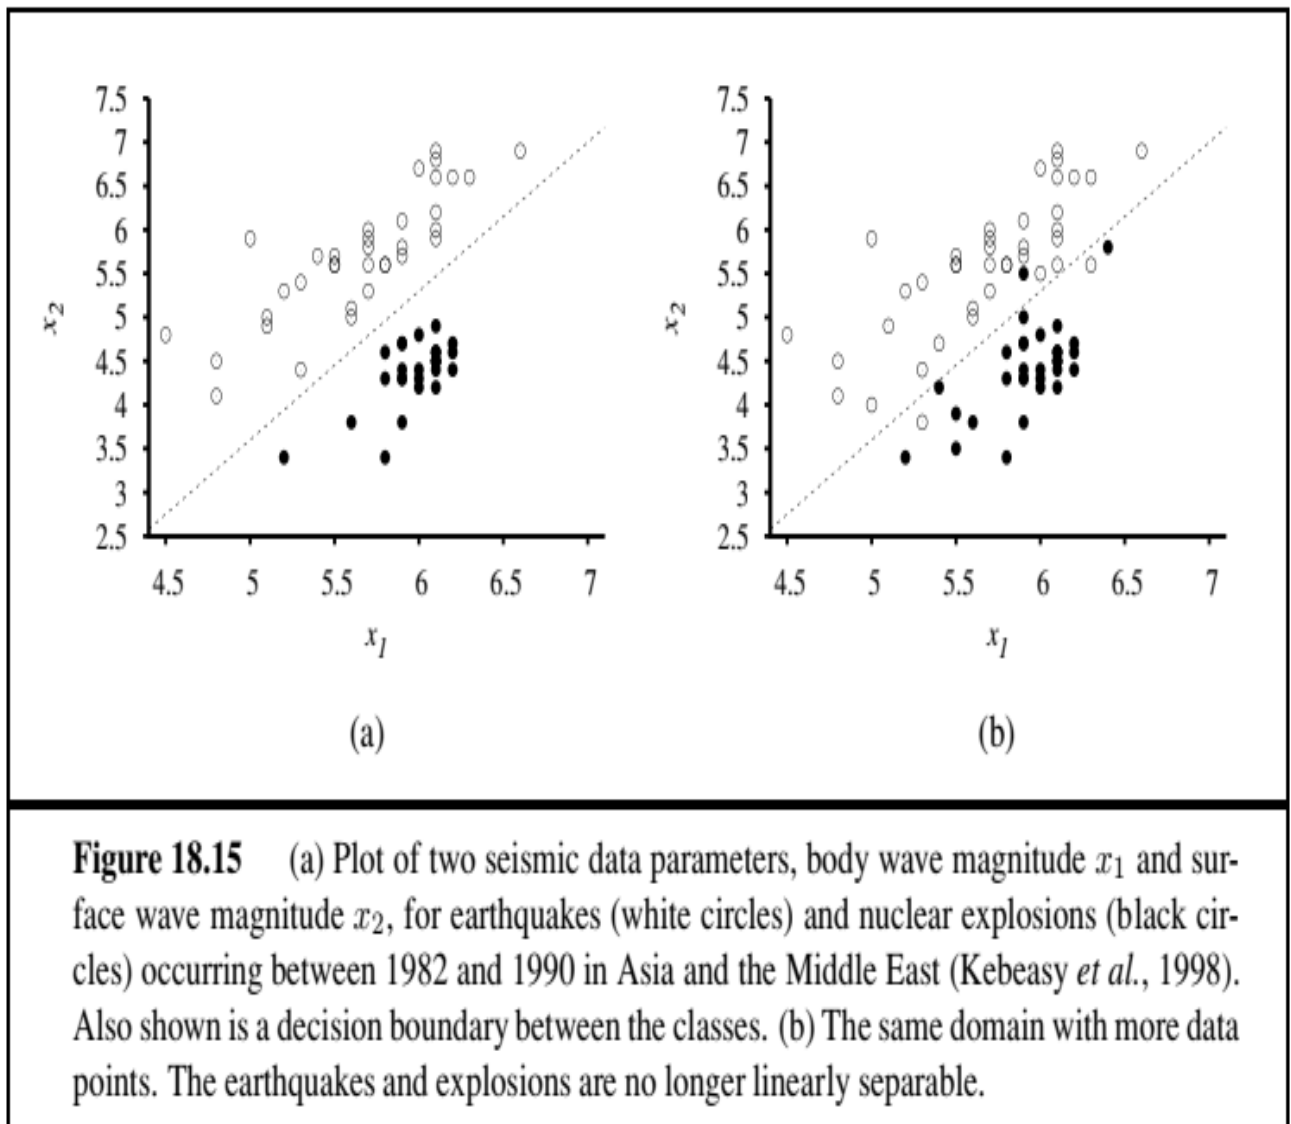 7.5
7
6.5
6
5.5
5
4.5
4
3.5
3
2.5
x2
4.5 5 5.5 6 6.5 7
x1
(a)
7.5
7
6.5
6
5.5
5
4.5
4
3.5
3
2.5
x2
4.5 5 5.5 6 6.5 7
x1
(b)
Figure 18.15 (a) Plot of two seismic data parameters, body wave magnitude x1 and sur-
face wave magnitude x2, for earthquakes (white circles) and nuclear explosions (black cir-
cles) occurring between 1982 and 1990 in Asia and the Middle East (Kebeasy et al., 1998).
Also shown is a decision boundary between the classes. (b) The same domain with more data
points. The earthquakes and explosions are no longer linearly separable.